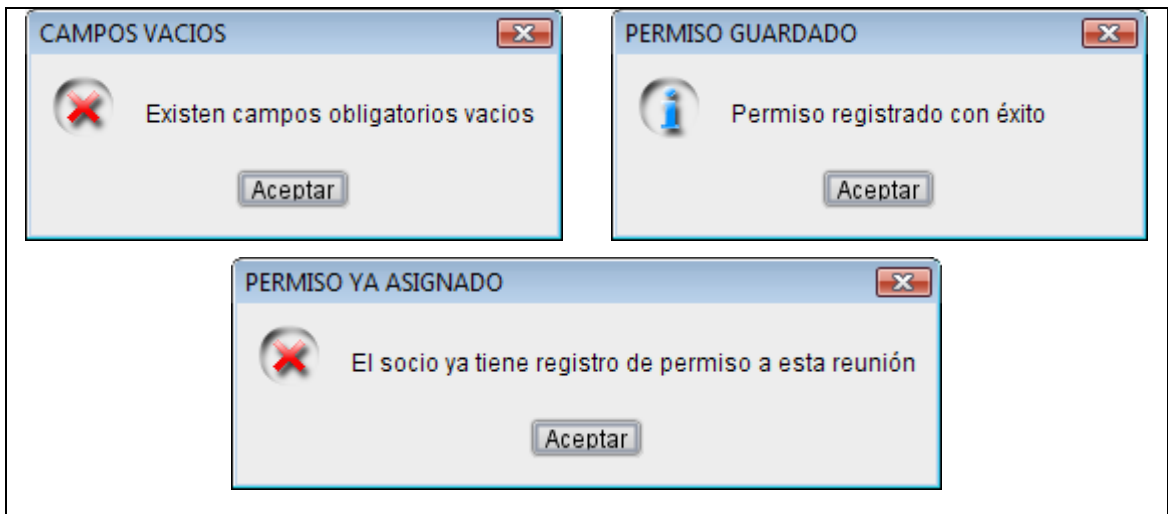 CAMPOS VACIOS
Existen campos obligatorios vacios
Aceptar
PERMISO GUARDADO
Permiso registrado con éxito
Aceptar
PERMISO YA ASIGNADO
El socio ya tiene registro de permiso a esta reunión
Aceptar